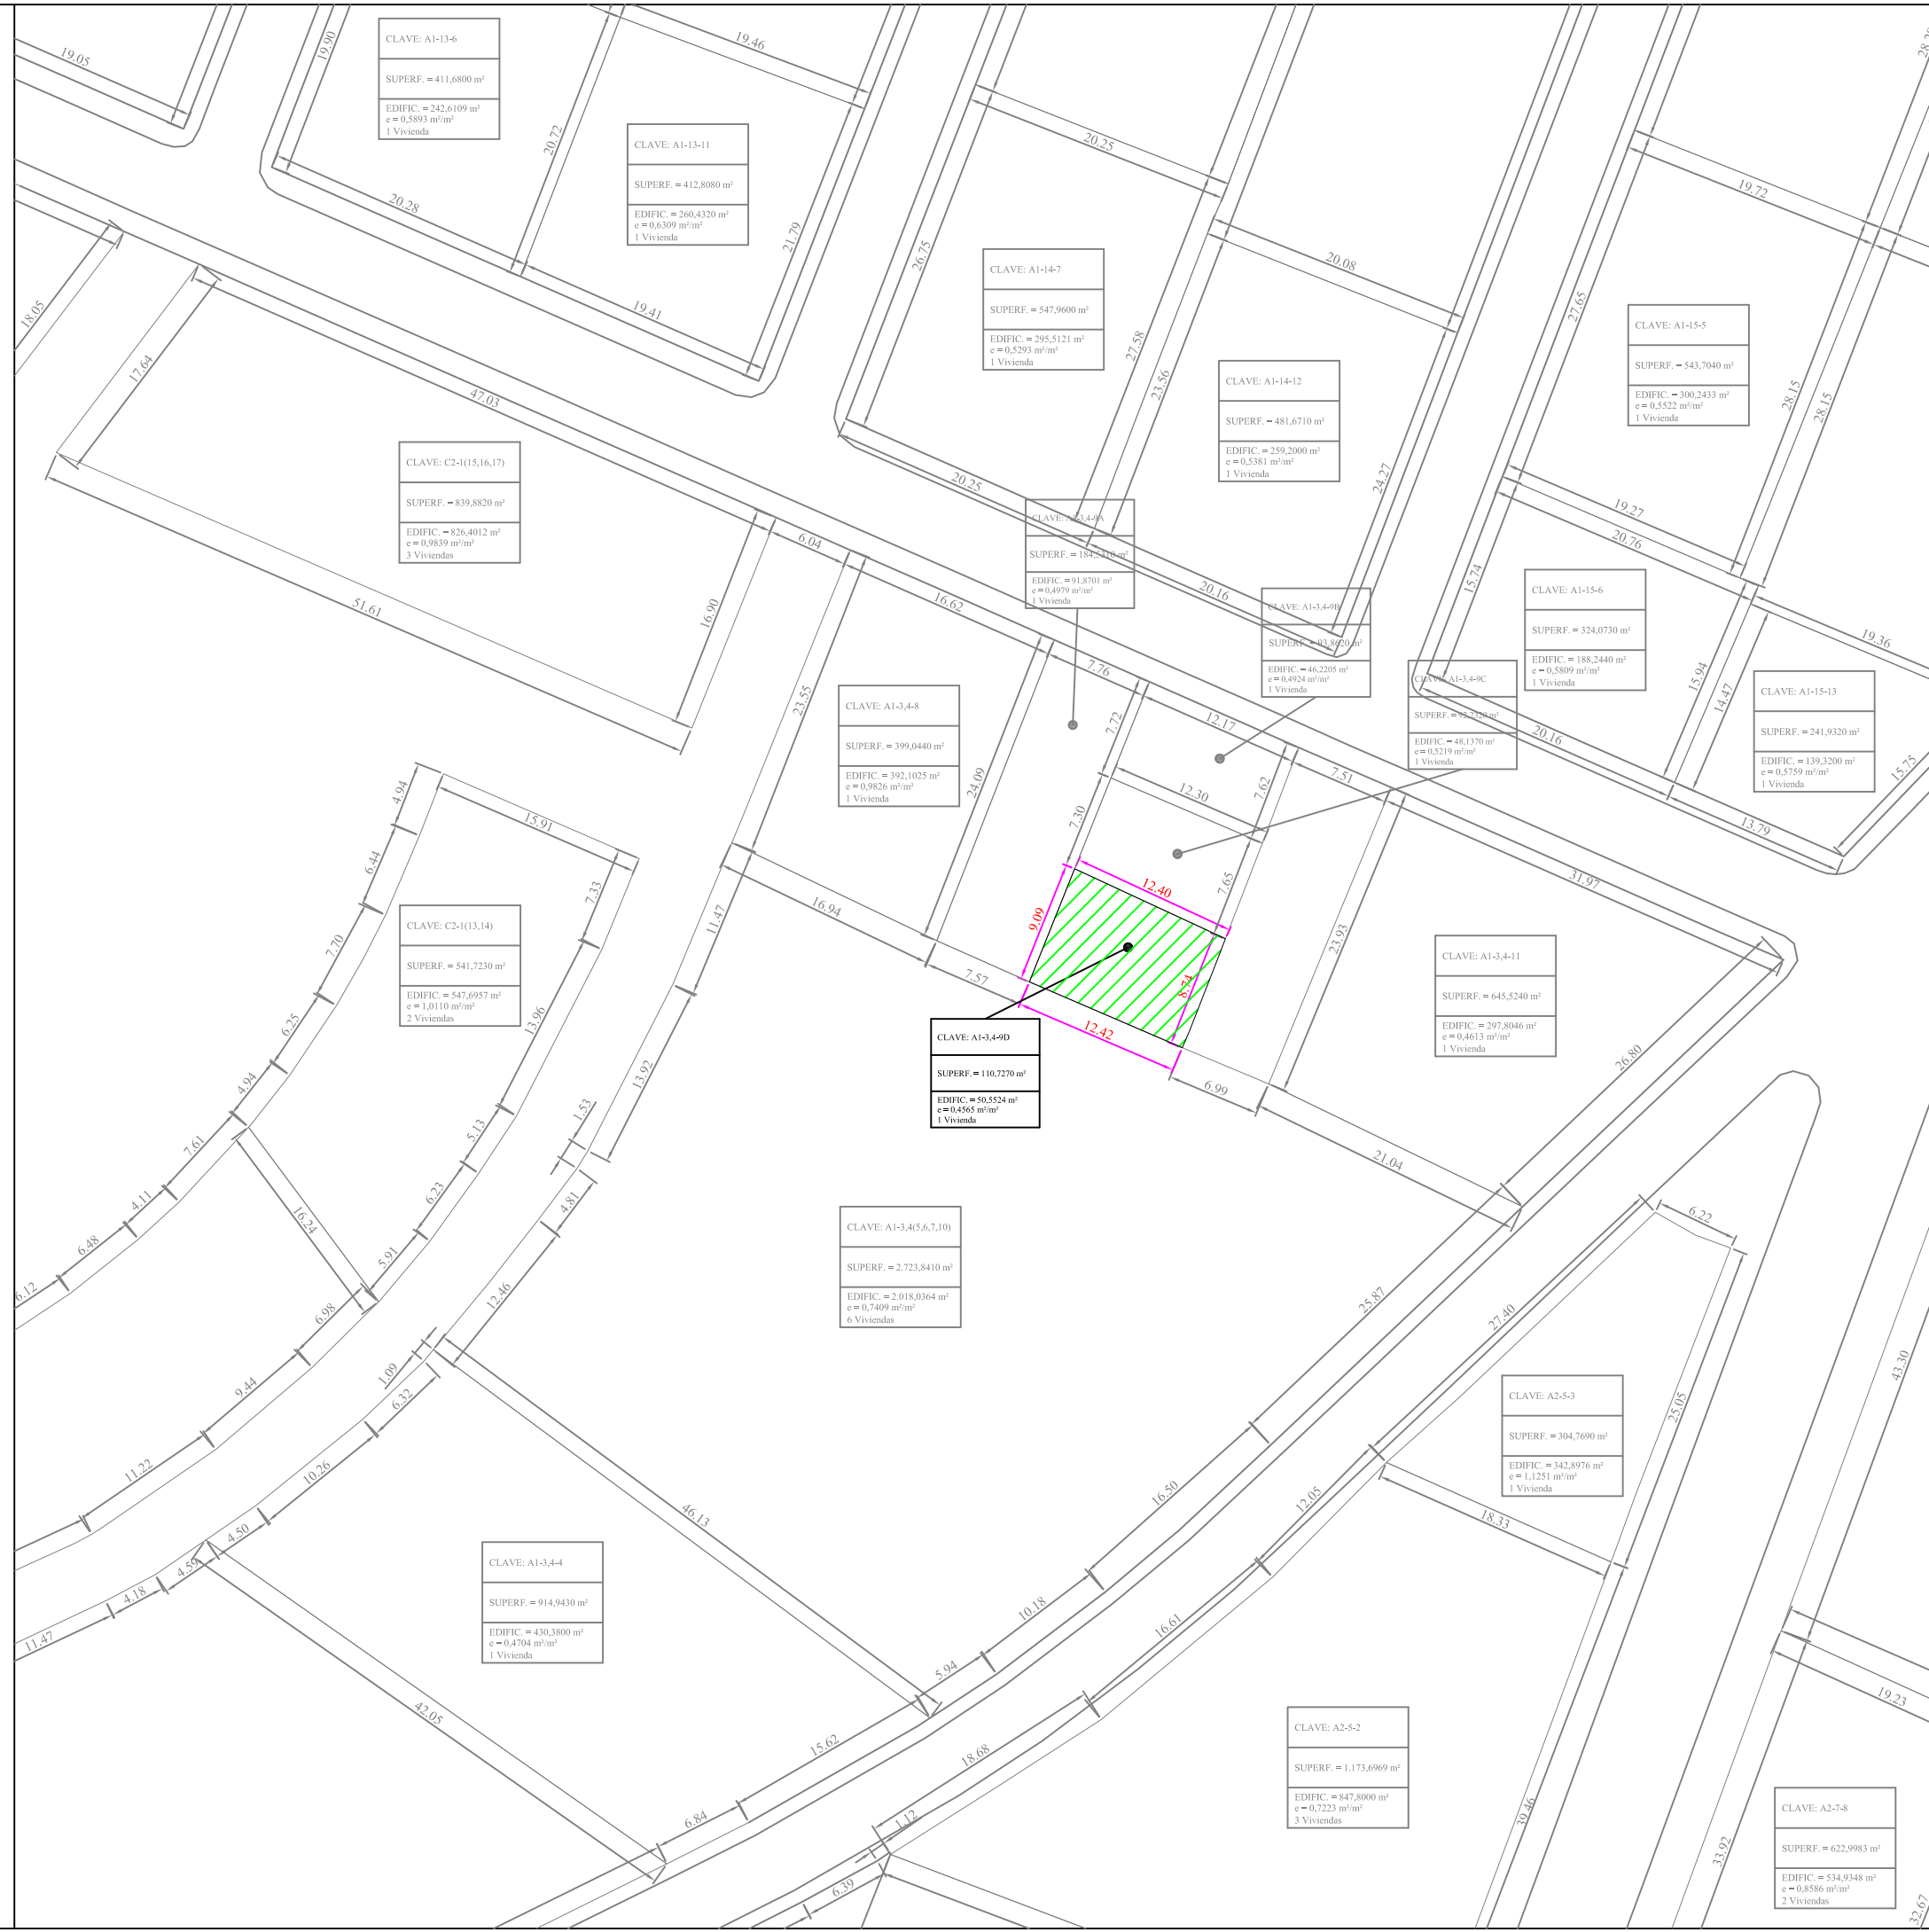 CLAVE: A1-13-6
SUPERF. = 411,6800 m²
EDIFIC. = 242,6109 m²
e = 0,5893 m²/m²
1 Vivienda
CLAVE: A1-13-11
SUPERF. = 412,8080 m²
EDIFIC. = 260,4320 m²
e = 0,6309 m²/m²
1 Vivienda
CLAVE: A1-14-7
SUPERF. = 547,9600 m²
EDIFIC. = 295,5121 m²
e = 0,5293 m²/m²
1 Vivienda
CLAVE: A1-14-12
SUPERF. = 481,6710 m²
EDIFIC. = 259,2000 m²
e = 0,5381 m²/m²
1 Vivienda
CLAVE: A1-15-5
SUPERF. = 543,7040 m²
EDIFIC. = 300,2433 m²
e = 0,5522 m²/m²
1 Vivienda
CLAVE: C2-1(15,16,17)
SUPERF. = 839,8820 m²
EDIFIC. = 826,4012 m²
e = 0,9839 m²/m²
3 Viviendas
CLAVE: A1-3,4-9A
SUPERF. = 184,5210 m²
EDIFIC. = 91,8701 m²
e = 0,4979 m²/m²
1 Vivienda
CLAVE: A1-3,4-9B
SUPERF. = 93,8620 m²
EDIFIC. = 46,2205 m²
e = 0,4924 m²/m²
1 Vivienda
CLAVE: A1-3,4-9C
SUPERF. = 92,2320 m²
EDIFIC. = 48,1370 m²
e = 0,5219 m²/m²
1 Vivienda
CLAVE: A1-15-6
SUPERF. = 324,0730 m²
EDIFIC. = 188,2440 m²
e = 0,5809 m²/m²
1 Vivienda
CLAVE: A1-15-13
SUPERF. = 241,9320 m²
EDIFIC. = 139,3200 m²
e = 0,5759 m²/m²
1 Vivienda
CLAVE: A1-3,4-8
SUPERF. = 399,0440 m²
EDIFIC. = 392,1025 m²
e = 0,9826 m²/m²
1 Vivienda
CLAVE: C2-1(13,14)
SUPERF. = 541,7230 m²
EDIFIC. = 547,6957 m²
e = 1,0110 m²/m²
2 Viviendas
CLAVE: A1-3,4-11
SUPERF. = 645,5240 m²
EDIFIC. = 297,8046 m²
e = 0,4613 m²/m²
1 Vivienda
CLAVE: A1-3,4-9D
SUPERF. = 110,7270 m²
EDIFIC. = 50,5524 m²
e = 0,4565 m²/m²
1 Vivienda
CLAVE: A1-3,4(5,6,7,10)
SUPERF. = 2.723,8410 m²
EDIFIC. = 2.018,0364 m²
e = 0,7409 m²/m²
6 Viviendas
CLAVE: A2-5-3
SUPERF. = 304,7690 m²
EDIFIC. = 342,8976 m²
e = 1,1251 m²/m²
1 Vivienda
CLAVE: A1-3,4-4
SUPERF. = 914,9430 m²
EDIFIC. = 430,3800 m²
e = 0,4704 m²/m²
1 Vivienda
CLAVE: A2-5-2
SUPERF. = 1.173,6969 m²
EDIFIC. = 847,8000 m²
e = 0,7223 m²/m²
3 Viviendas
CLAVE: A2-7-8
SUPERF. = 622,9983 m²
EDIFIC. = 534,9348 m²
e = 0,8586 m²/m²
2 Viviendas
19.05
19.90
19.46
20.72
20.28
21.79
19.41
18.05
17.64
47.03
51.61
16.90
6.04
20.25
26.75
27.58
23.56
20.08
20.25
24.27
20.16
19.72
27.65
28.15
28.15
19.27
20.76
15.74
15.94
14.47
19.36
20.16
13.79
15.75
16.62
7.76
12.17
7.51
31.97
23.55
24.09
7.72
7.30
12.30
7.62
7.65
12.40
9.09
8.74
12.42
16.94
7.57
6.99
23.93
21.04
26.80
4.94
15.91
6.44
7.33
7.70
6.25
13.96
4.94
7.61
5.13
4.11
6.23
6.48
16.24
5.91
6.12
6.98
9.44
11.22
11.47
13.92
1.53
4.81
12.46
1.09
6.32
10.26
4.50
4.59
4.18
11.47
46.13
42.05
25.87
16.50
10.18
5.94
15.62
6.84
6.22
27.40
25.05
12.05
18.33
16.61
18.68
1.12
6.39
39.46
43.30
33.92
19.23
32.67